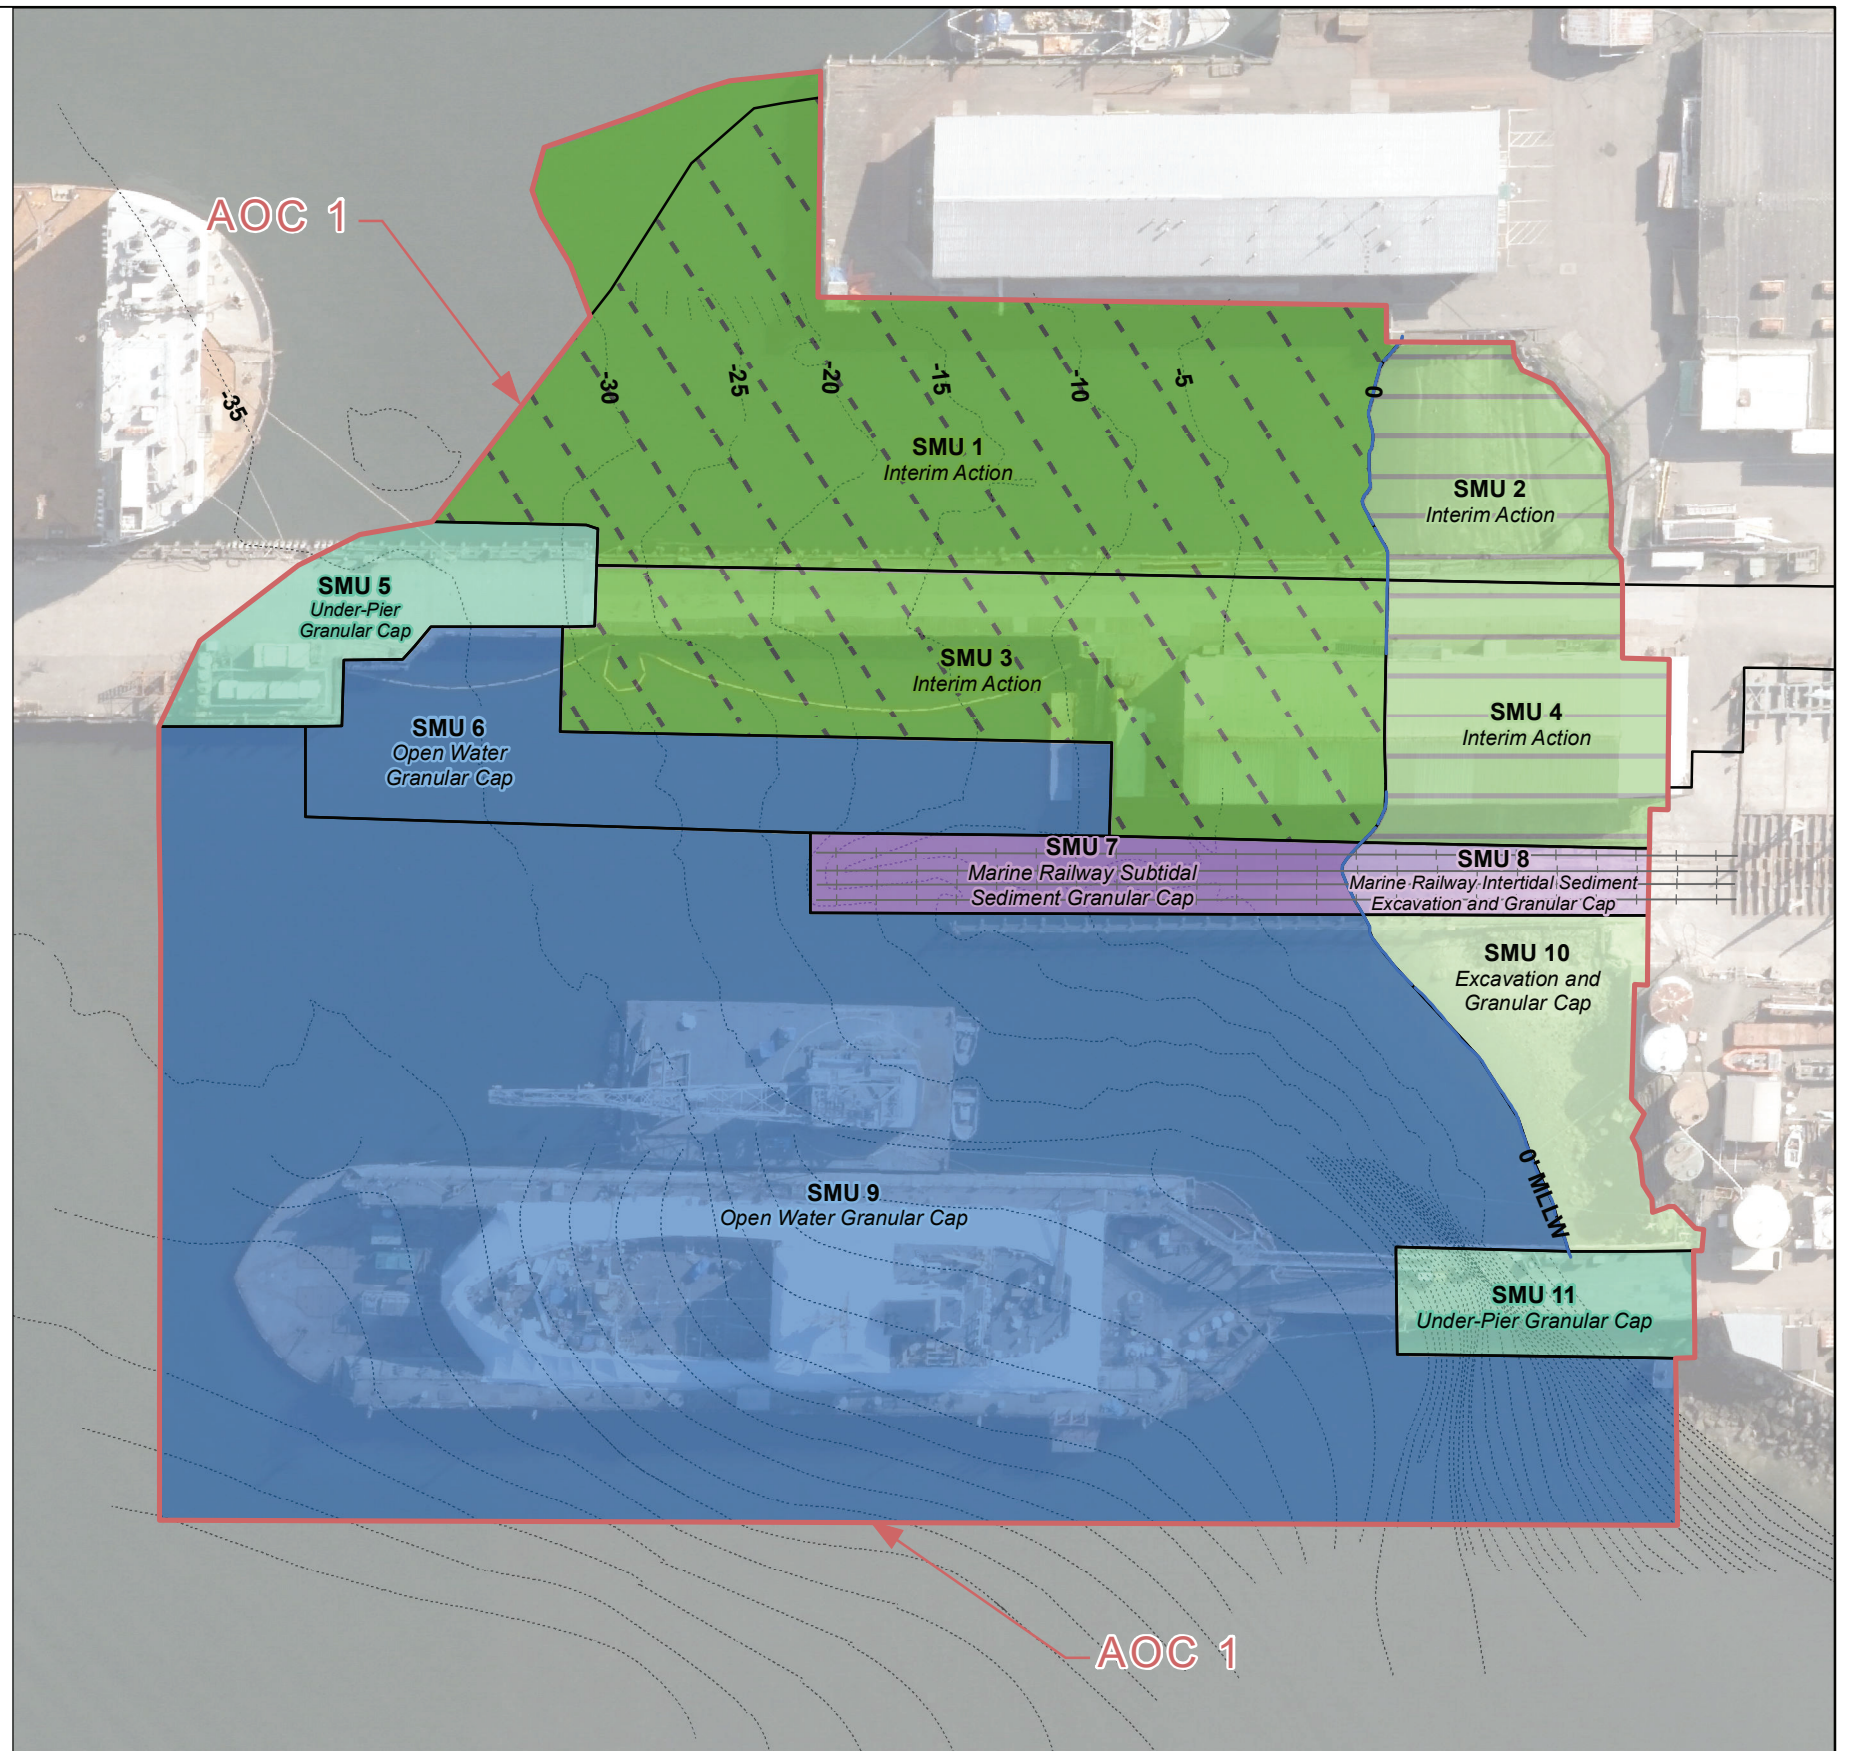 AOC 1
-35
-30
-25
-20
-15
-10
-5
0
SMU 1
Interim Action
SMU 2
Interim Action
SMU 5
Under-Pier
Granular Cap
SMU 3
Interim Action
SMU 4
Interim Action
SMU 6
Open Water
Granular Cap
SMU 7
Marine Railway Subtidal
Sediment Granular Cap
SMU 8
Marine Railway Intertidal Sediment
Excavation and Granular Cap
SMU 10
Excavation and
Granular Cap
0' MLLW
SMU 9
Open Water Granular Cap
SMU 11
Under-Pier Granular Cap
AOC 1